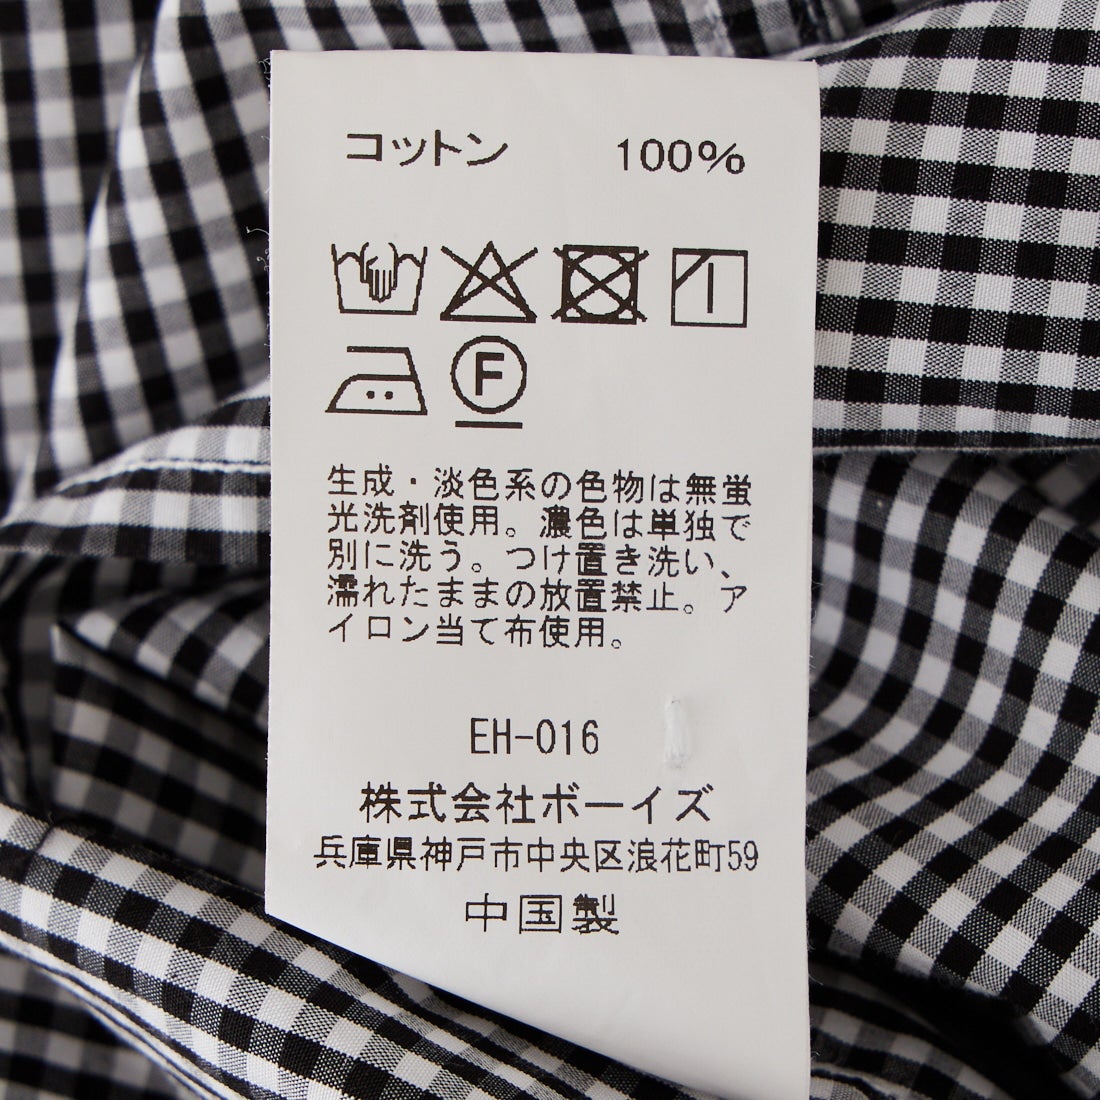 コットン 100%
F
生成・淡色系の色物は無蛍
光洗剤使用。濃色は単独で
別に洗う。つけ置き洗い、
濡れたままの放置禁止。ア
イロン当て布使用。
EH-016
株式会社ボーイズ
兵庫県神戸市中央区浪花町59
中国製